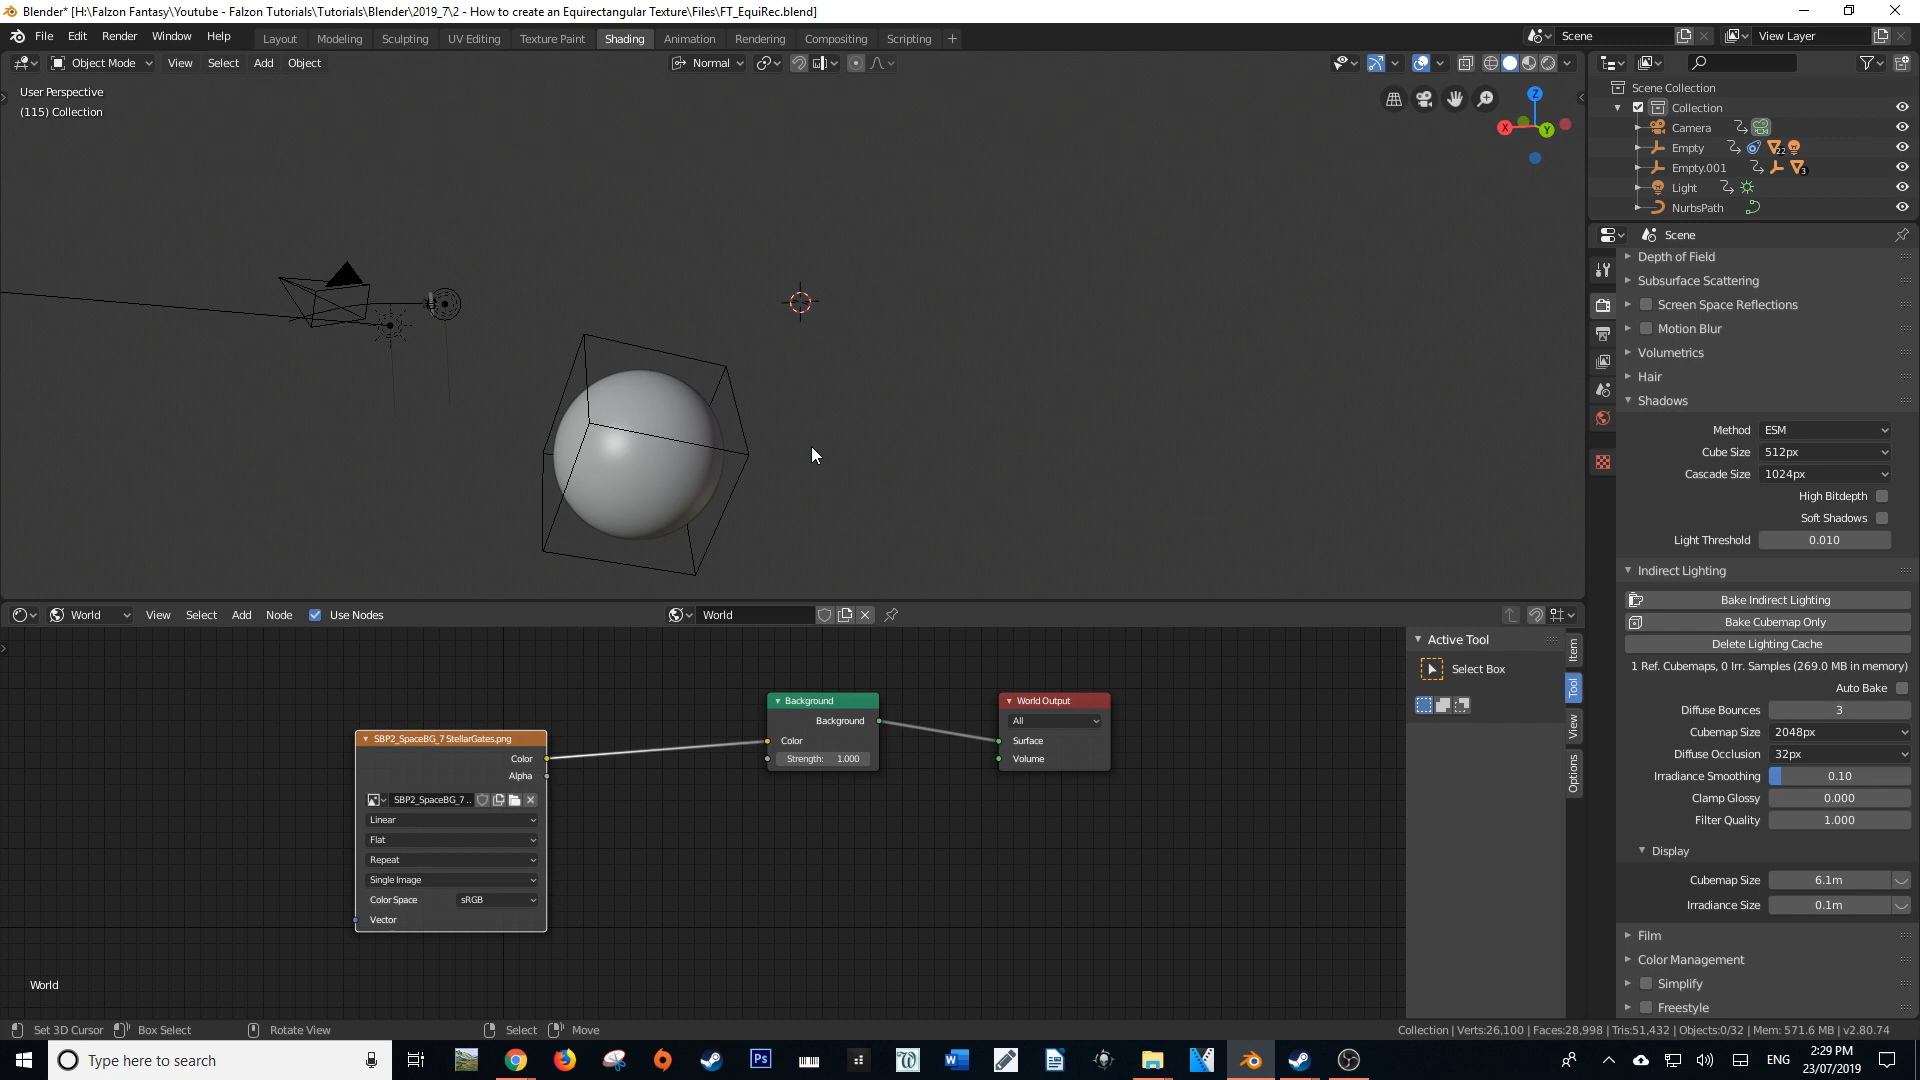 Blender* [H:\Falzon Fantasy\Youtube - Falzon Tutorials\Tutorials\Blender\2019_7\2 - How to create an Equirectangular Texture\Files\FT_EquiRec.blend]
File Edit Render Window Help
Layout Modeling Sculpting UV Editing Texture Paint Shading Animation Rendering Compositing Scripting +
Scene
View Layer
Object Mode View Select Add Object
Normal
User Perspective
(115) Collection
Z
X
Y
Scene Collection
Collection
Camera
Empty
22
Empty.001
3
Light
NurbsPath
Scene
Depth of Field
Subsurface Scattering
Screen Space Reflections
Motion Blur
Volumetrics
Hair
Shadows
Method ESM
Cube Size 512px
Cascade Size 1024px
High Bitdepth
Soft Shadows
Light Threshold 0.010
Indirect Lighting
Bake Indirect Lighting
Bake Cubemap Only
Delete Lighting Cache
1 Ref. Cubemaps, 0 Irr. Samples (269.0 MB in memory)
Auto Bake
Diffuse Bounces 3
Cubemap Size 2048px
Diffuse Occlusion 32px
Irradiance Smoothing 0.10
Clamp Glossy 0.000
Filter Quality 1.000
Display
Cubemap Size 6.1m
Irradiance Size 0.1m
Film
Color Management
Simplify
Freestyle
World View Select Add Node Use Nodes
World
Active Tool
Select Box
Item
Tool
View
Options
SBP2_SpaceBG_7 StellarGates.png
Color
Alpha
SBP2_SpaceBG_7 ..
Linear
Flat
Repeat
Single Image
Color Space sRGB
Vector
Background
Background
Color
Strength: 1.000
World Output
All
Surface
Volume
World
Set 3D Cursor Box Select Rotate View Select Move
Collection | Verts:26,100 | Faces:28,998 | Tris:51,432 | Objects:0/32 | Mem: 571.6 MB | v2.80.74
Type here to search
Ps
ENG
2:29 PM
23/07/2019